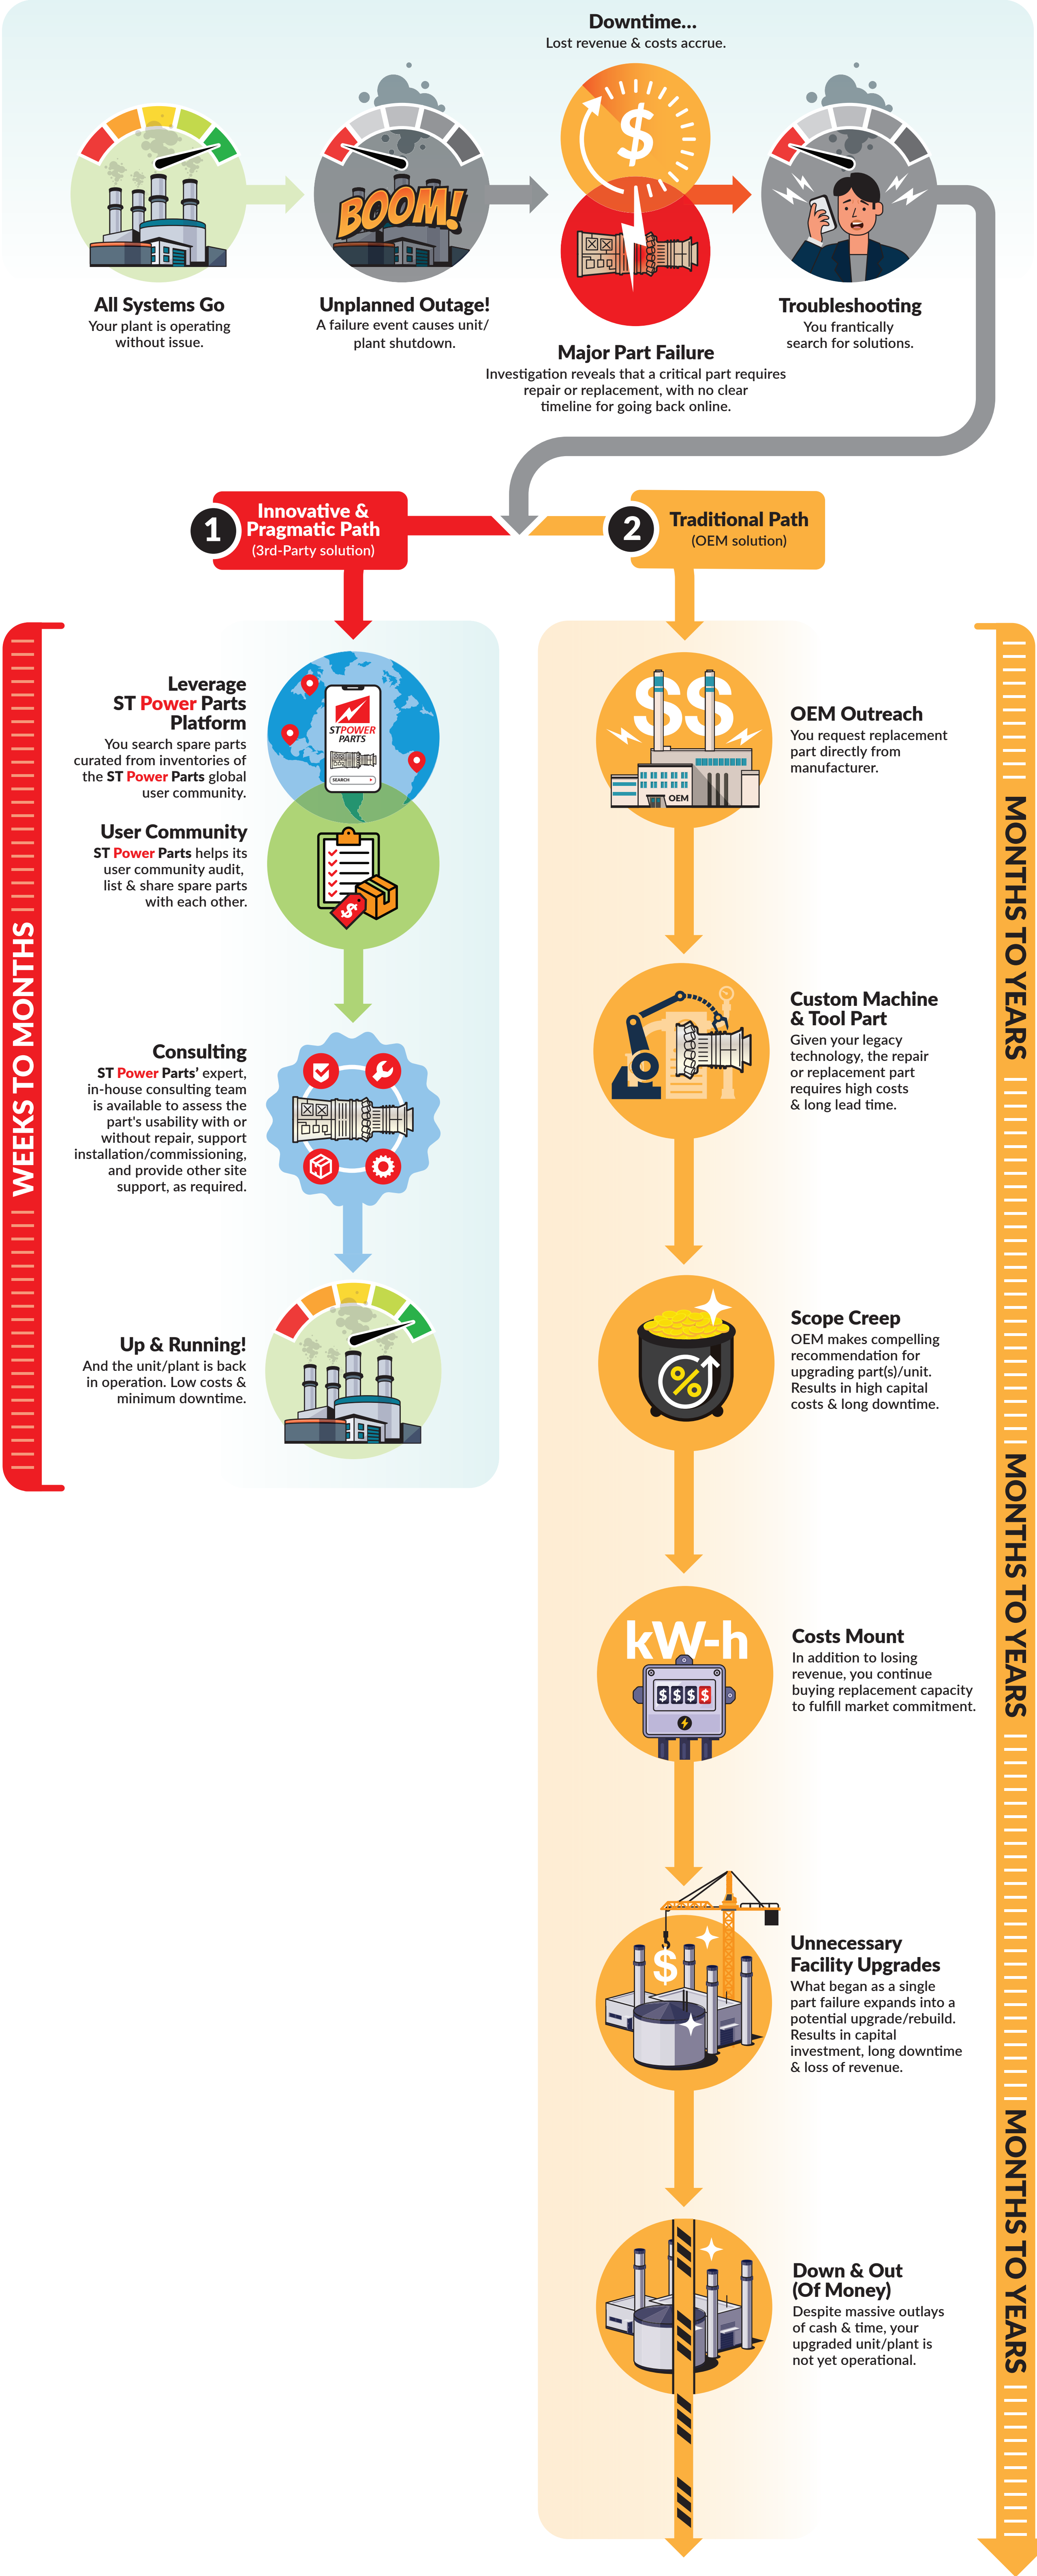 Downtime...
Lost revenue & costs accrue.
$
BOOM!
All Systems Go
Your plant is operating
without issue.
Unplanned Outage!
A failure event causes unit/
plant shutdown.
Major Part Failure
Investigation reveals that a critical part requires
repair or replacement, with no clear
timeline for going back online.
Troubleshooting
You frantically
search for solutions.
1
Innovative &
Pragmatic Path
(3rd-Party solution)
2
Traditional Path
(OEM solution)
WEEKS TO MONTHS
Leverage
ST Power Parts
Platform
You search spare parts
curated from inventories of
the ST Power Parts global
user community.
STPOWER
PARTS
SEARCH
User Community
ST Power Parts helps its
user community audit,
list & share spare parts
with each other.
$
Consulting
ST Power Parts’ expert,
in-house consulting team
is available to assess the
part's usability with or
without repair, support
installation/commissioning,
and provide other site
support, as required.
Up & Running!
And the unit/plant is back
in operation. Low costs &
minimum downtime.
$$
OEM
OEM Outreach
You request replacement
part directly from
manufacturer.
Custom Machine
& Tool Part
Given your legacy
technology, the repair
or replacement part
requires high costs
& long lead time.
%
Scope Creep
OEM makes compelling
recommendation for
upgrading part(s)/unit.
Results in high capital
costs & long downtime.
kW-h
$$$$
Costs Mount
In addition to losing
revenue, you continue
buying replacement capacity
to fulfill market commitment.
$
Unnecessary
Facility Upgrades
What began as a single
part failure expands into a
potential upgrade/rebuild.
Results in capital
investment, long downtime
& loss of revenue.
Down & Out
(Of Money)
Despite massive outlays
of cash & time, your
upgraded unit/plant is
not yet operational.
MONTHS TO YEARS
MONTHS TO YEARS
MONTHS TO YEARS